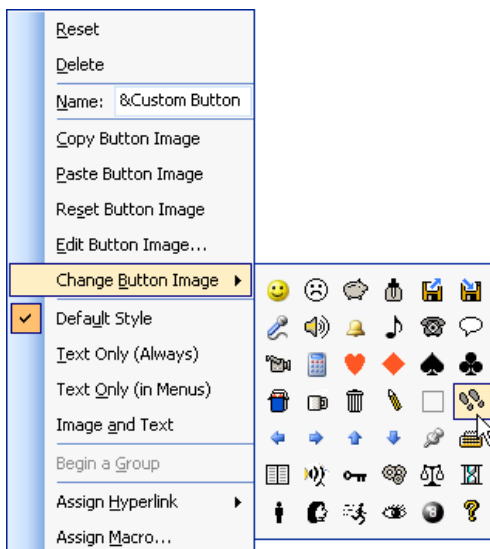 Reset
Delete
Name: &Custom Button
Copy Button Image
Paste Button Image
Reset Button Image
Edit Button Image...
Change Button Image
Default Style
Text Only (Always)
Text Only (in Menus)
Image and Text
Begin a Group
Assign Hyperlink
Assign Macro...